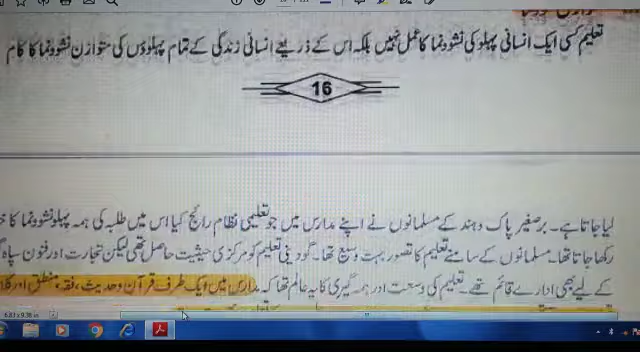 تعلیم کسی ایک انسانی پہلو کی نشوونما کا عمل نہیں بلکہ اس کے ذریعے انسانی زندگی کے تمام پہلوؤں کی متوازن نشوونما کا کام
16
لیا جاتا ہے۔ برصغیر پاک و ہند کے مسلمانوں نے اپنے مدارس میں جو تعلیمی نظام رائج کیا اس میں طلبہ کی ہمہ پہلو نشوونما کا
رکھا جاتا تھا۔ مسلمانوں کے سامنے تعلیم کا تصور بہت وسیع تھا۔ گو دینی تعلیم کو مرکزی حیثیت حاصل تھی لیکن تجارت اور فنون
کے لیے بھی ادارے قائم تھے۔ تعلیم کی وسعت اور ہمہ گیری کا یہ عالم تھا کہ مدارس میں ایک طرف قرآن و حدیث، فقہ، منطق اور
6.83 x 9.38 in